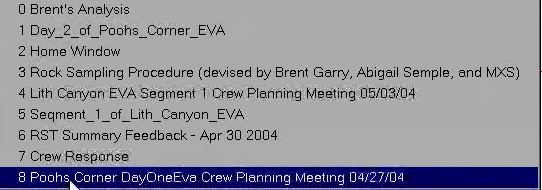 0 Brent's Analysis
1 Day_2_of_Poohs_Corner_EVA
2 Home Window
3 Rock Sampling Procedure (devised by Brent Garry, Abigail Semple, and MXS)
4 Lith Canyon EVA Segment 1 Crew Planning Meeting 05/03/04
5 Seqment_1_of_Lith_Canyon_EVA
6 RST Summary Feedback - Apr 30 2004
7 Crew Response
8 Poohs Corner DayOneEva Crew Planning Meeting 04/27/04